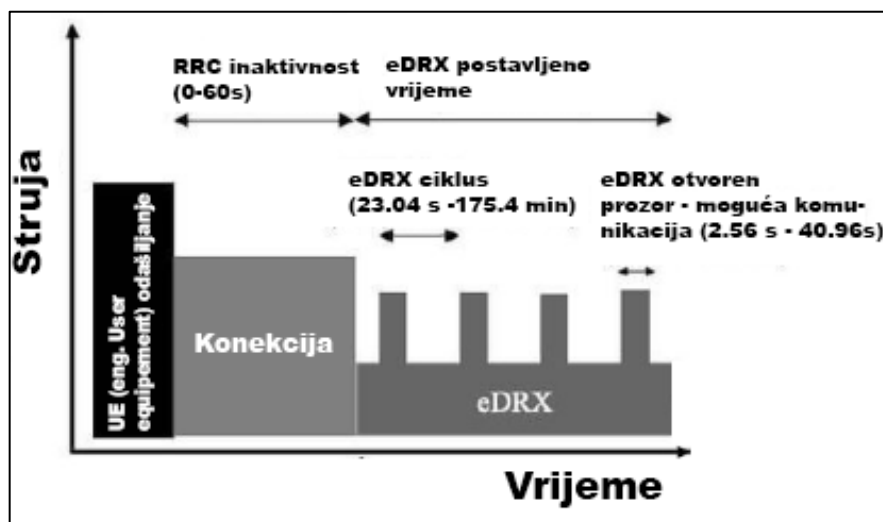 RRC inaktivnost
(0-60s)
eDRX postavljeno
vrijeme
eDRX ciklus
(23.04 s -175.4 min)
eDRX otvoren
prozor - moguća komu-
nikacija (2.56 s - 40.96s)
Struja
UE (eng. User
equipement) odašiljanje
Konekcija
eDRX
Vrijeme